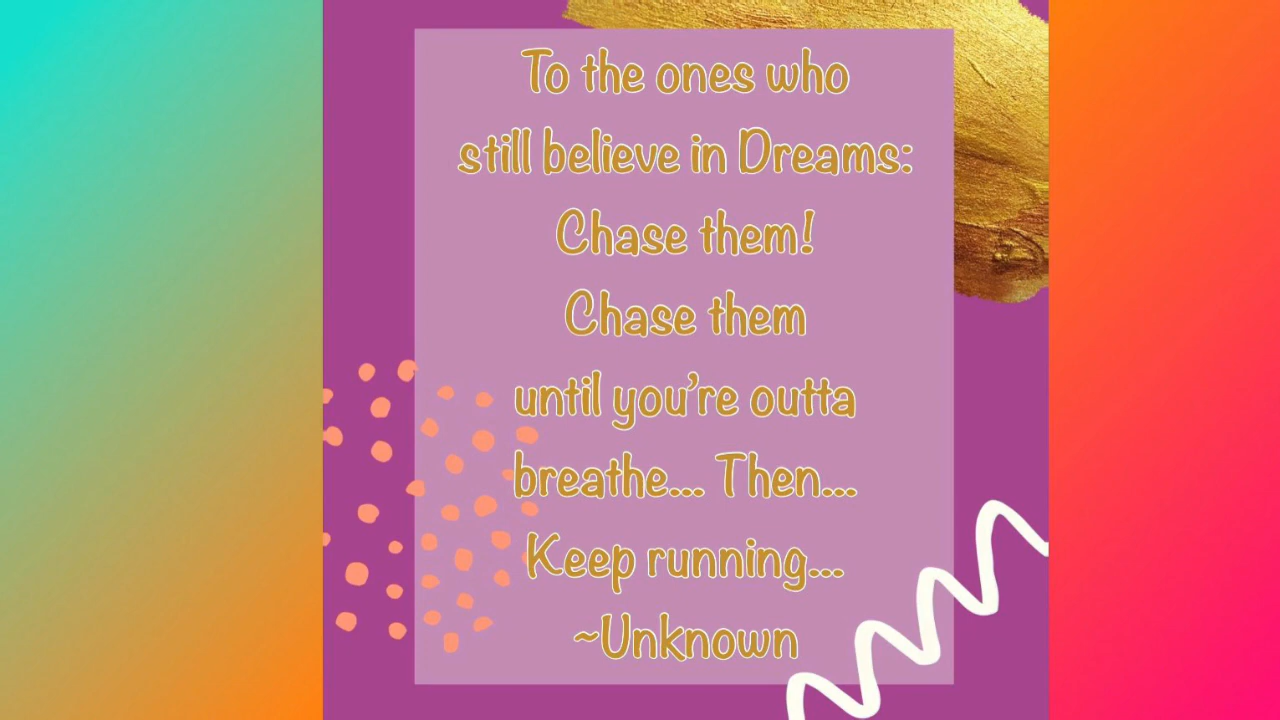 To the ones who
still believe in Dreams:
Chase them!
Chase them
until you're outta
breathe... Then...
Keep running...
~Unknown